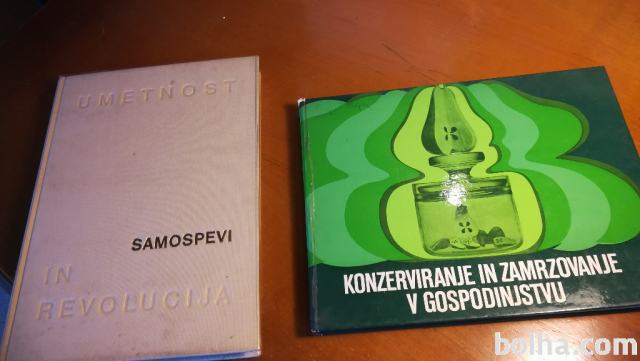 UMETNOST
SAMOSPEVI
IN
REVOLUCIJA
KONZERVIRANJE IN ZAMRZOVANJE
V GOSPODINJSTVU
bolha.com